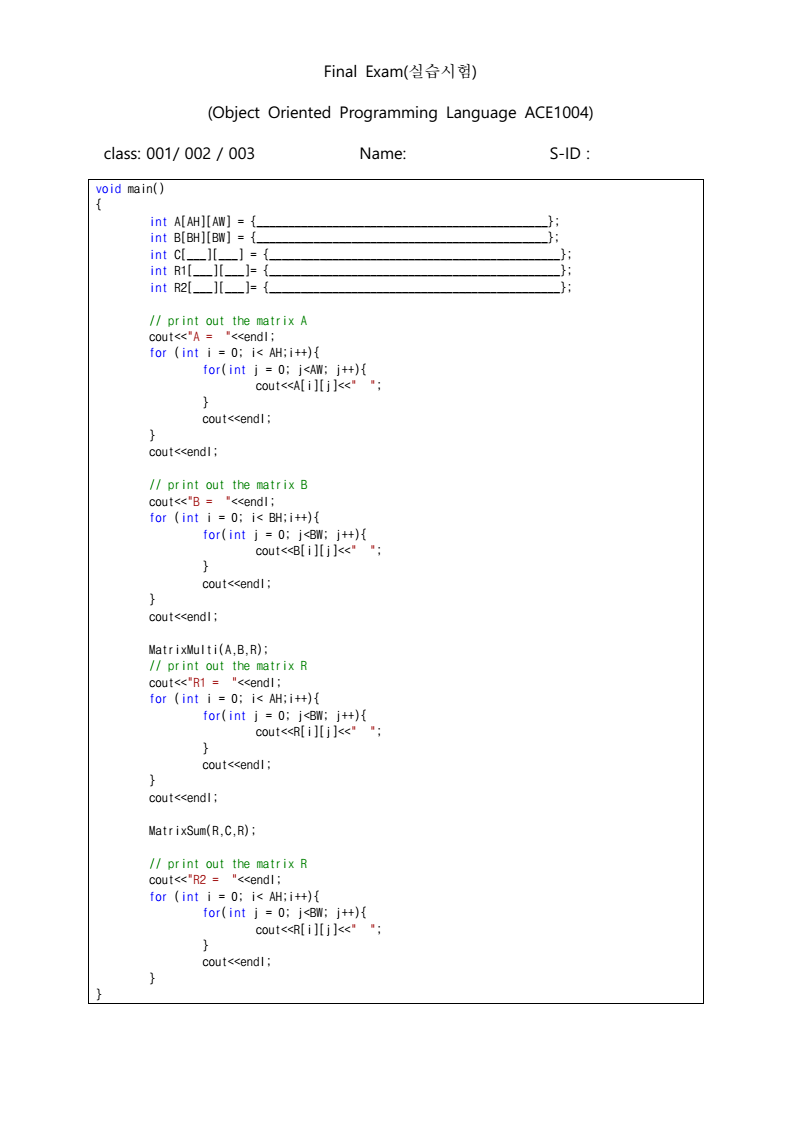 Final Exam(실습시험)
(Object Oriented Programming Language ACE1004)
class: 001/ 002 / 003 Name: S-ID :
void main()
{
int A[AH][AW] = {___________________________________________};
int B[BH][BW] = {___________________________________________};
int C[___][___] = {___________________________________________};
int R1[___][___]= {___________________________________________};
int R2[___][___]= {___________________________________________};
// print out the matrix A
cout<<"A =  "<<endl;
for (int i = 0; i< AH;i++){
for(int j = 0; j<AW; j++){
cout<<A[i][j]<<"  ";
}
cout<<endl;
}
cout<<endl;
// print out the matrix B
cout<<"B =  "<<endl;
for (int i = 0; i< BH;i++){
for(int j = 0; j<BW; j++){
cout<<B[i][j]<<"  ";
}
cout<<endl;
}
cout<<endl;
MatrixMulti(A,B,R);
// print out the matrix R
cout<<"R1 =  "<<endl;
for (int i = 0; i< AH;i++){
for(int j = 0; j<BW; j++){
cout<<R[i][j]<<"  ";
}
cout<<endl;
}
cout<<endl;
MatrixSum(R,C,R);
// print out the matrix R
cout<<"R2 =  "<<endl;
for (int i = 0; i< AH;i++){
for(int j = 0; j<BW; j++){
cout<<R[i][j]<<"  ";
}
cout<<endl;
}
}